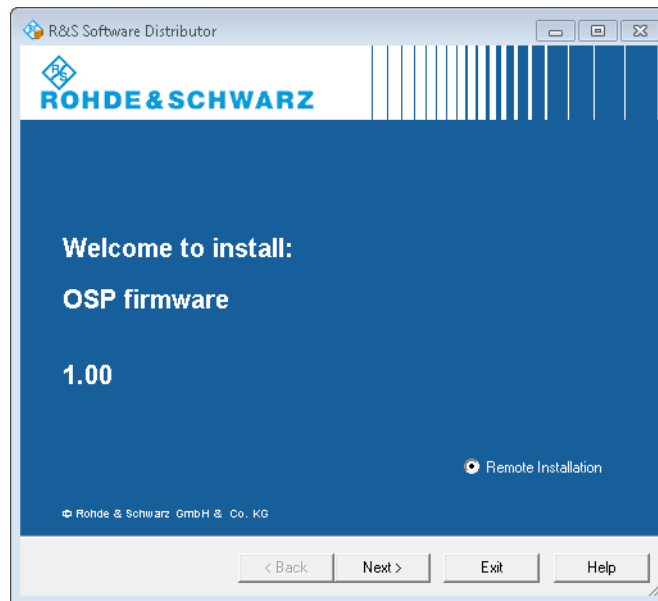 R&S Software Distributor
R&S
ROHDE&SCHWARZ
Welcome to install:
OSP firmware
1.00
Remote Installation
© Rohde & Schwarz GmbH & Co. KG
< Back
Next >
Exit
Help